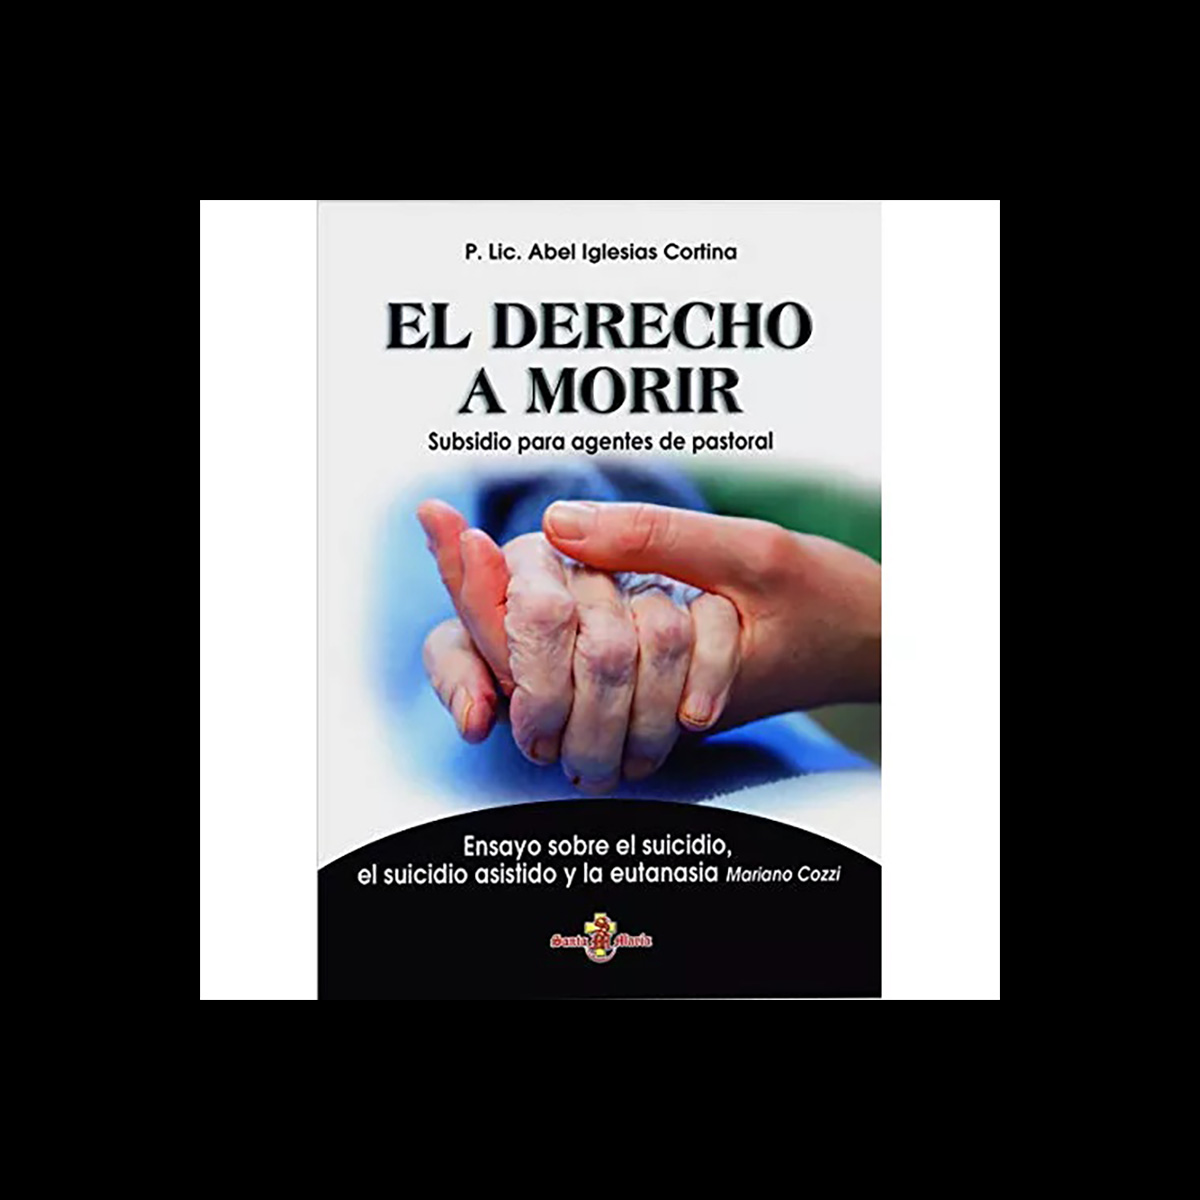 P. Lic. Abel Iglesias Cortina
EL DERECHO
A MORIR
Subsidio para agentes de pastoral
Ensayo sobre el suicidio,
el suicidio asistido y la eutanasia Mariano Cozzi
Santa María